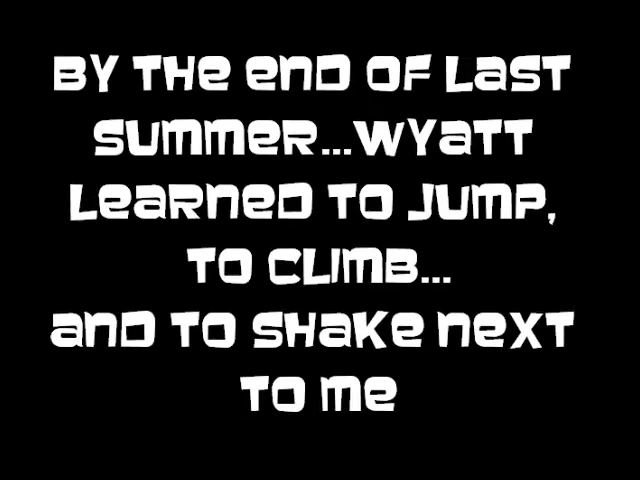 BY THE END OF LAST
SUMMER...WYATT
LEARNED TO JUMP,
TO CLIMB...
AND TO SHAKE NEXT
TO ME